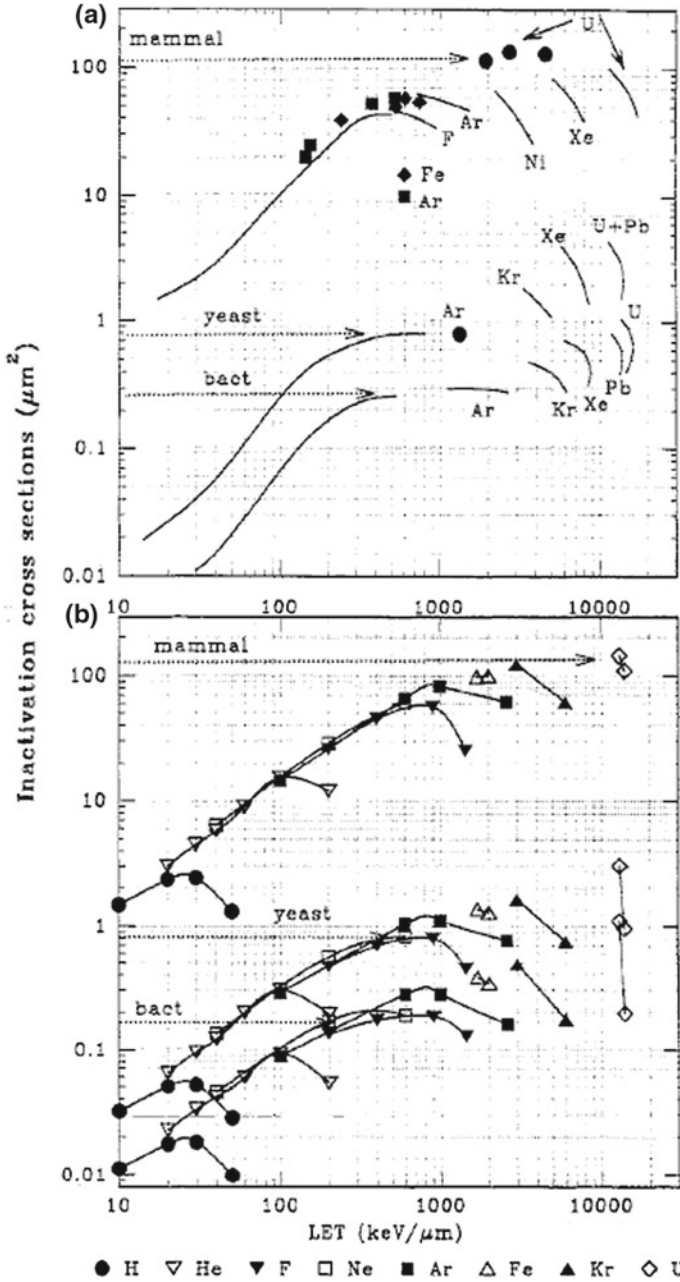 (a)
U
mammal
100
Ar
F
Xe
Ni
Fe
10
Ar
U+Pb
Xe
Kr
yeast
Ar
U
1
bact
Pb
Ar
Kr
Xe
0.1
0.01
Inactivation cross sections (μm²)
10
100
1000
10000
(b)
mammal
100
10
yeast
1
bact
0.1
0.01
10
100
1000
10000
LET (keV/μm)
H He F Ne Ar Fe Kr U